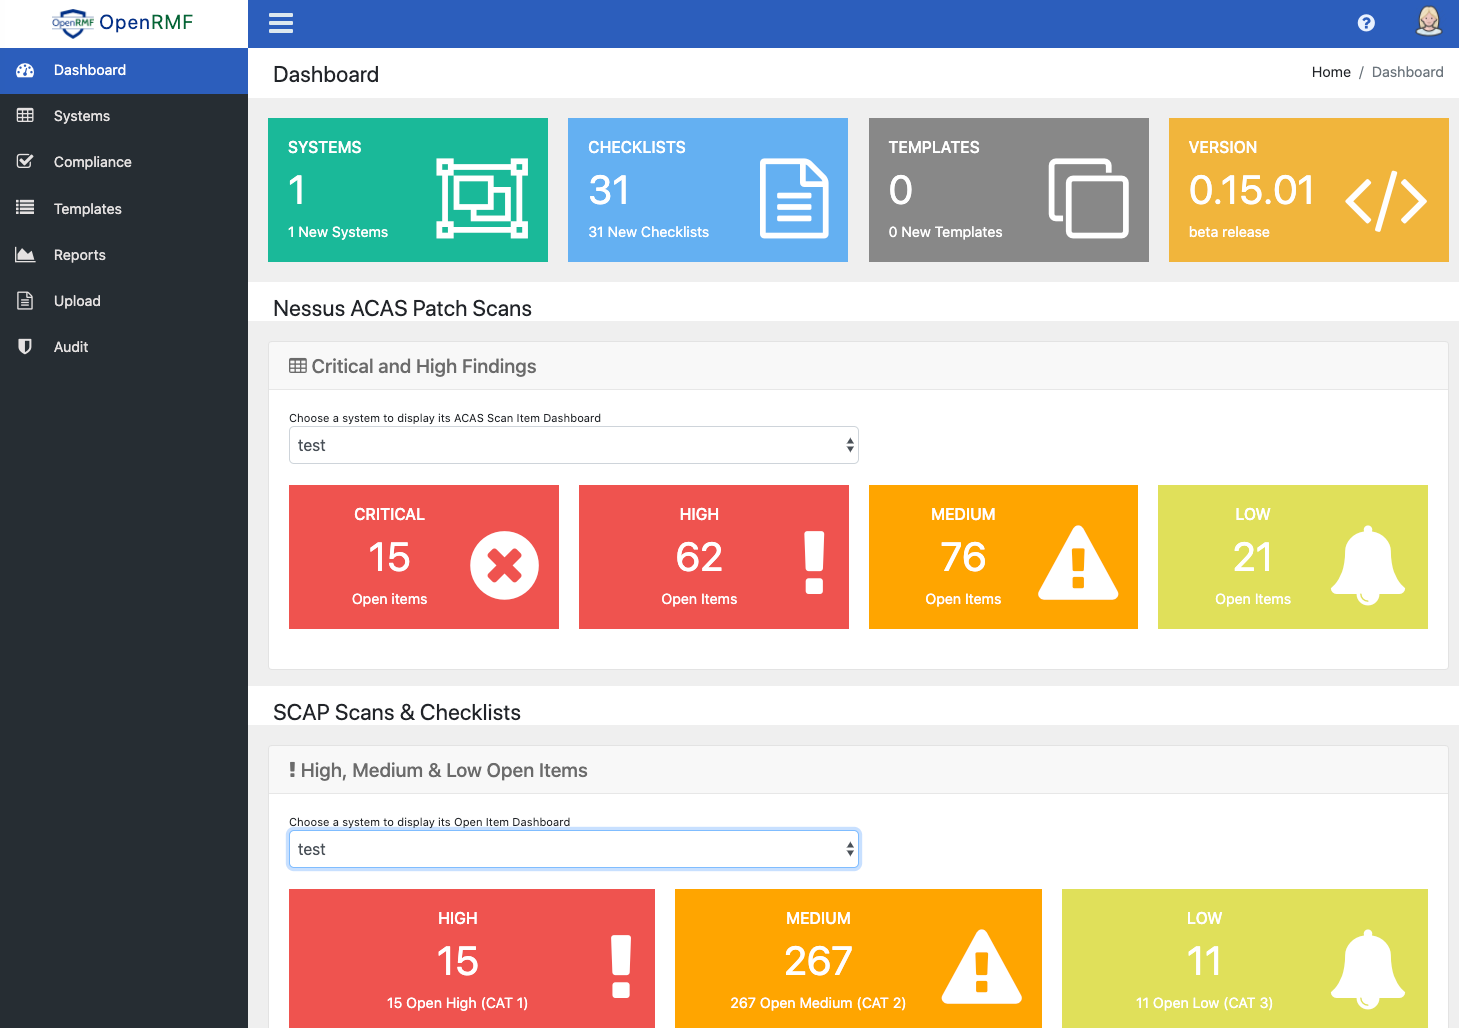 OpenRMF OpenRMF
Dashboard
Systems
Compliance
Templates
Reports
Upload
Audit
Dashboard
Home / Dashboard
SYSTEMS
1
1 New Systems
CHECKLISTS
31
31 New Checklists
TEMPLATES
0
0 New Templates
VERSION
0.15.01
beta release
Nessus ACAS Patch Scans
Critical and High Findings
Choose a system to display its ACAS Scan Item Dashboard
test
CRITICAL
15
Open items
HIGH
62
Open Items
MEDIUM
76
Open Items
LOW
21
Open Items
SCAP Scans & Checklists
High, Medium & Low Open Items
Choose a system to display its Open Item Dashboard
test
HIGH
15
15 Open High (CAT 1)
MEDIUM
267
267 Open Medium (CAT 2)
LOW
11
11 Open Low (CAT 3)